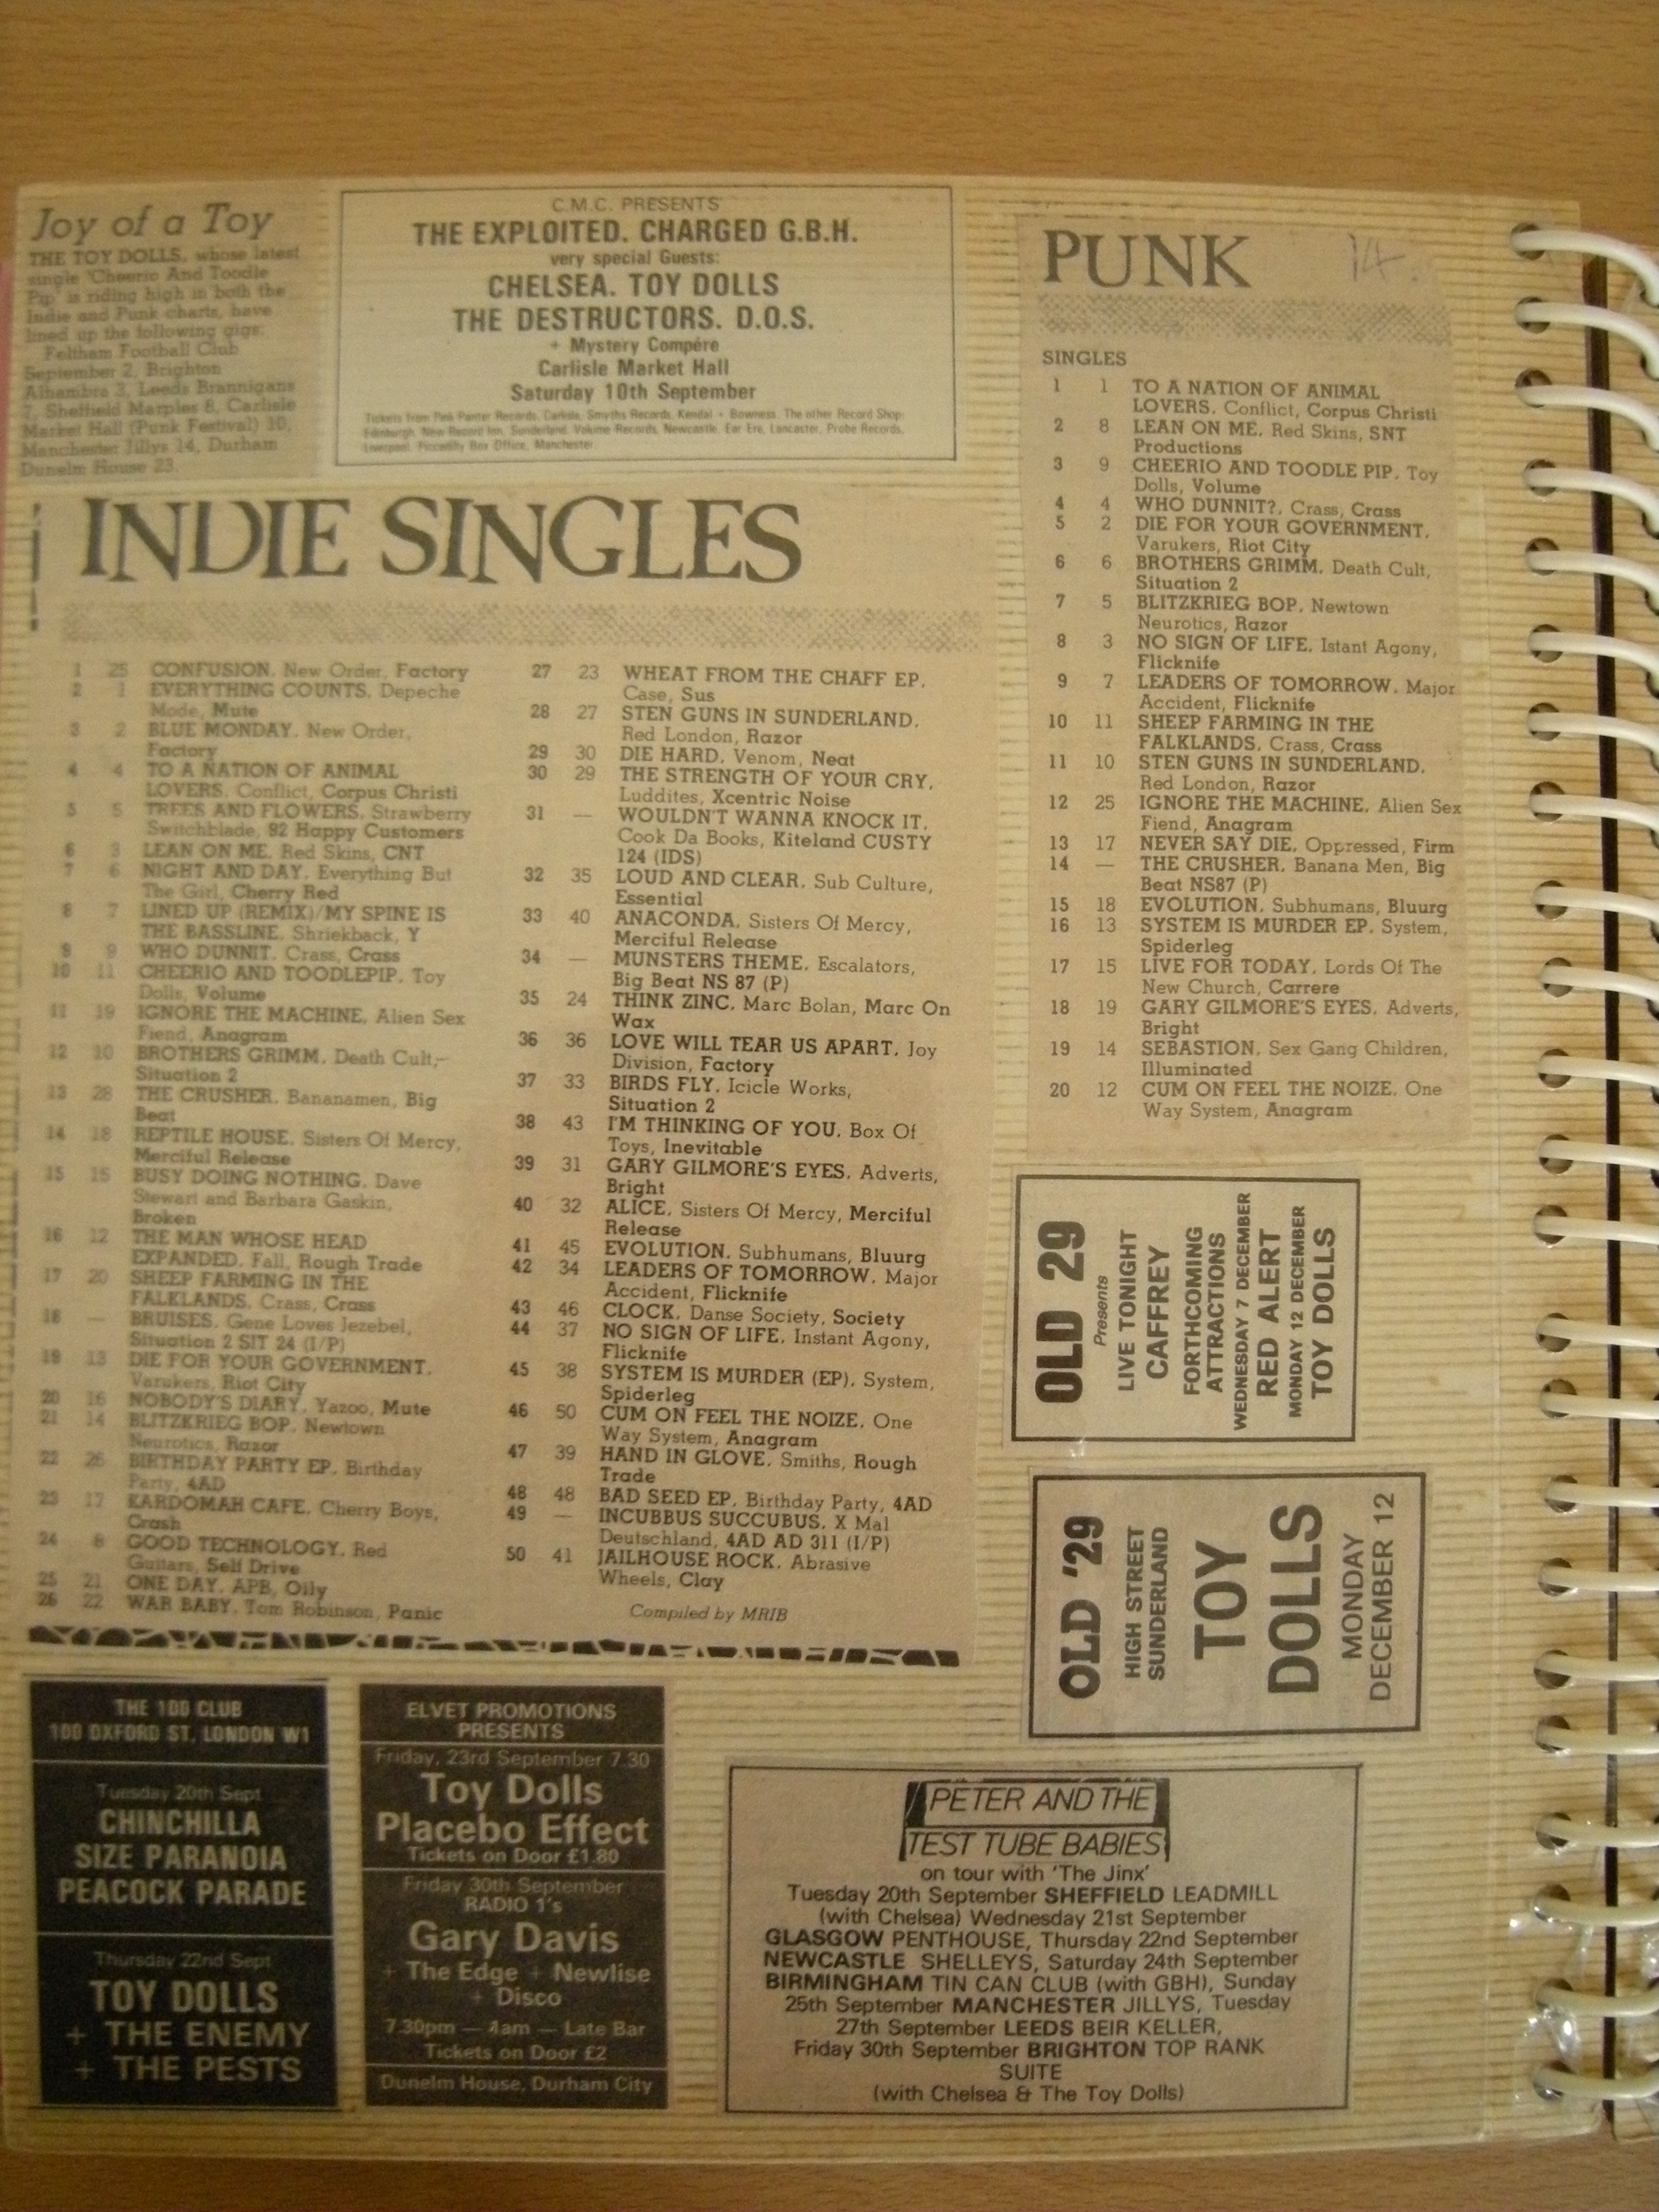 Joy of a Toy
THE TOY DOLLS, whose latest
single 'Cheerio And Toodle
Pip' is riding high in both the
Indie and Punk charts, have
lined up the following gigs:
Feltham Football Club
September 2, Brighton
Alhambra 3, Leeds Brannigans
7, Sheffield Marples 8, Carlisle
Market Hall (Punk Festival) 10,
Manchester Jillys 14, Durham
Dunelm House 23.
C.M.C. PRESENTS
THE EXPLOITED. CHARGED G.B.H.
very special Guests:
CHELSEA. TOY DOLLS
THE DESTRUCTORS. D.O.S.
+ Mystery Compére
Carlisle Market Hall
Saturday 10th September
Tickets from Pink Panter Records, Carlisle, Smyths Records, Kendal + Bowness. The other Record Shop:
Edinburgh, New Record Inn, Sunderland. Volume Records, Newcastle. Ear Ere, Lancaster, Probe Records,
Liverpool. Piccadilly Box Office, Manchester.
INDIE SINGLES
1 25 CONFUSION. New Order, Factory
2 1 EVERYTHING COUNTS. Depeche
Mode, Mute
3 2 BLUE MONDAY. New Order,
Factory
4 4 TO A NATION OF ANIMAL
LOVERS. Conflict, Corpus Christi
5 5 TREES AND FLOWERS. Strawberry
Switchblade, 92 Happy Customers
6 3 LEAN ON ME. Red Skins, CNT
7 6 NIGHT AND DAY. Everything But
The Girl, Cherry Red
8 7 LINED UP (REMIX)/MY SPINE IS
THE BASSLINE. Shriekback, Y
9 9 WHO DUNNIT. Crass, Crass
10 11 CHEERIO AND TOODLEPIP. Toy
Dolls, Volume
11 19 IGNORE THE MACHINE. Alien Sex
Fiend, Anagram
12 10 BROTHERS GRIMM. Death Cult,
Situation 2
13 28 THE CRUSHER. Bananamen, Big
Beat
14 18 REPTILE HOUSE. Sisters Of Mercy,
Merciful Release
15 15 BUSY DOING NOTHING. Dave
Stewart and Barbara Gaskin,
Broken
16 12 THE MAN WHOSE HEAD
EXPANDED. Fall, Rough Trade
17 20 SHEEP FARMING IN THE
FALKLANDS. Crass, Crass
18 — BRUISES. Gene Loves Jezebel,
Situation 2 SIT 24 (I/P)
19 13 DIE FOR YOUR GOVERNMENT.
Varukers, Riot City
20 16 NOBODY'S DIARY. Yazoo, Mute
21 14 BLITZKRIEG BOP. Newtown
Neurotics, Razor
22 26 BIRTHDAY PARTY EP. Birthday
Party, 4AD
23 17 KARDOMAH CAFE. Cherry Boys,
Crash
24 8 GOOD TECHNOLOGY. Red
Guitars, Self Drive
25 21 ONE DAY. APB, Oily
26 22 WAR BABY. Tom Robinson, Panic
27 23 WHEAT FROM THE CHAFF EP.
Case, Sus
28 27 STEN GUNS IN SUNDERLAND.
Red London, Razor
29 30 DIE HARD. Venom, Neat
30 29 THE STRENGTH OF YOUR CRY.
Luddites, Xcentric Noise
31 — WOULDN'T WANNA KNOCK IT.
Cook Da Books, Kiteland CUSTY
124 (IDS)
32 35 LOUD AND CLEAR. Sub Culture,
Essential
33 40 ANACONDA. Sisters Of Mercy,
Merciful Release
34 — MUNSTERS THEME. Escalators,
Big Beat NS 87 (P)
35 24 THINK ZINC. Marc Bolan, Marc On
Wax
36 36 LOVE WILL TEAR US APART. Joy
Division, Factory
37 33 BIRDS FLY. Icicle Works,
Situation 2
38 43 I'M THINKING OF YOU. Box Of
Toys, Inevitable
39 31 GARY GILMORE'S EYES. Adverts,
Bright
40 32 ALICE. Sisters Of Mercy, Merciful
Release
41 45 EVOLUTION. Subhumans, Bluurg
42 34 LEADERS OF TOMORROW. Major
Accident, Flicknife
43 46 CLOCK. Danse Society, Society
44 37 NO SIGN OF LIFE. Instant Agony,
Flicknife
45 38 SYSTEM IS MURDER (EP). System,
Spiderleg
46 50 CUM ON FEEL THE NOIZE. One
Way System, Anagram
47 39 HAND IN GLOVE. Smiths, Rough
Trade
48 48 BAD SEED EP. Birthday Party, 4AD
49 — INCUBBUS SUCCUBUS. X Mal
Deutschland, 4AD AD 311 (I/P)
50 41 JAILHOUSE ROCK. Abrasive
Wheels, Clay
Compiled by MRIB
PUNK 14.
SINGLES
1 1 TO A NATION OF ANIMAL
LOVERS. Conflict, Corpus Christi
2 8 LEAN ON ME. Red Skins, SNT
Productions
3 9 CHEERIO AND TOODLE PIP. Toy
Dolls, Volume
4 4 WHO DUNNIT?. Crass, Crass
5 2 DIE FOR YOUR GOVERNMENT.
Varukers, Riot City
6 6 BROTHERS GRIMM. Death Cult,
Situation 2
7 5 BLITZKRIEG BOP. Newtown
Neurotics, Razor
8 3 NO SIGN OF LIFE. Istant Agony,
Flicknife
9 7 LEADERS OF TOMORROW. Major
Accident, Flicknife
10 11 SHEEP FARMING IN THE
FALKLANDS. Crass, Crass
11 10 STEN GUNS IN SUNDERLAND.
Red London, Razor
12 25 IGNORE THE MACHINE. Alien Sex
Fiend, Anagram
13 17 NEVER SAY DIE. Oppressed, Firm
14 — THE CRUSHER. Banana Men, Big
Beat NS87 (P)
15 18 EVOLUTION. Subhumans, Bluurg
16 13 SYSTEM IS MURDER EP. System,
Spiderleg
17 15 LIVE FOR TODAY. Lords Of The
New Church, Carrere
18 19 GARY GILMORE'S EYES. Adverts,
Bright
19 14 SEBASTION. Sex Gang Children,
Illuminated
20 12 CUM ON FEEL THE NOIZE. One
Way System, Anagram
OLD 29
Presents
LIVE TONIGHT
CAFFREY
FORTHCOMING
ATTRACTIONS
WEDNESDAY 7 DECEMBER
RED ALERT
MONDAY 12 DECEMBER
TOY DOLLS
OLD '29
HIGH STREET
SUNDERLAND
TOY
DOLLS
MONDAY
DECEMBER 12
THE 100 CLUB
100 OXFORD ST, LONDON W1
Tuesday 20th Sept
CHINCHILLA
SIZE PARANOIA
PEACOCK PARADE
Thursday 22nd Sept
TOY DOLLS
+ THE ENEMY
+ THE PESTS
ELVET PROMOTIONS
PRESENTS
Friday, 23rd September 7.30
Toy Dolls
Placebo Effect
Tickets on Door £1.80
Friday 30th September
RADIO 1's
Gary Davis
+ The Edge + Newlise
+ Disco
7.30pm — 4am — Late Bar
Tickets on Door £2
Dunelm House, Durham City
PETER AND THE
TEST TUBE BABIES
on tour with 'The Jinx'
Tuesday 20th September SHEFFIELD LEADMILL
(with Chelsea) Wednesday 21st September
GLASGOW PENTHOUSE, Thursday 22nd September
NEWCASTLE SHELLEYS, Saturday 24th September
BIRMINGHAM TIN CAN CLUB (with GBH), Sunday
25th September MANCHESTER JILLYS, Tuesday
27th September LEEDS BEIR KELLER,
Friday 30th September BRIGHTON TOP RANK
SUITE
(with Chelsea & The Toy Dolls)